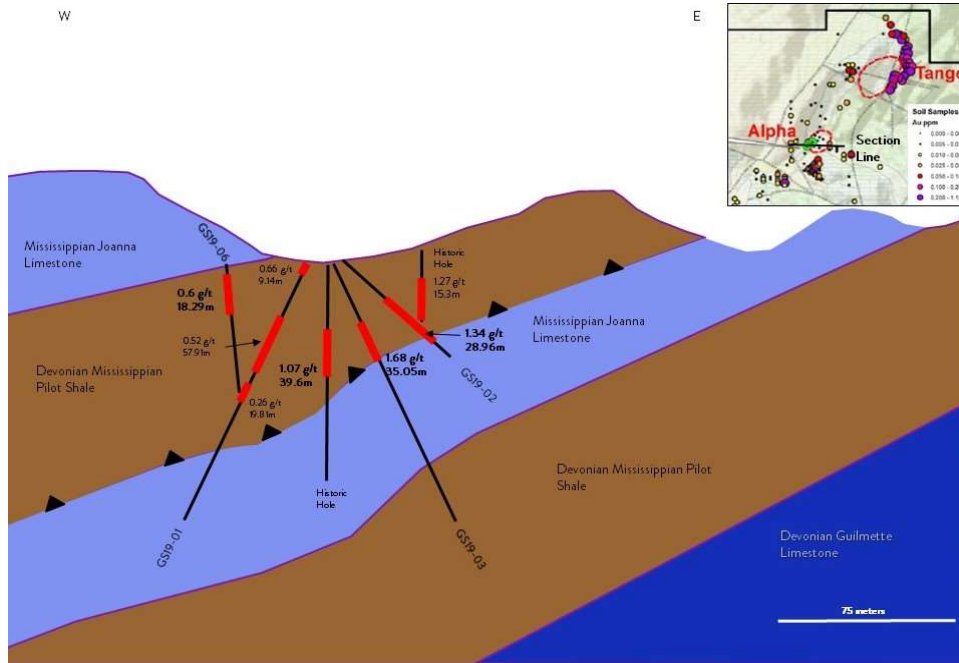 W
E
Tango
Alpha
Section
Line
Soil Samples
Au ppm
Mississippian Joanna
Limestone
GS19-06
0.66 g/t
9.14m
Historic
Hole
1.27 g/t
15.3m
0.6 g/t
18.29m
0.52 g/t
57.91m
Devonian Mississippian
Pilot Shale
0.26 g/t
19.81m
1.07 g/t
39.6m
1.68 g/t
35.05m
1.34 g/t
28.96m
Mississippian Joanna
Limestone
GS19-02
Historic
Hole
GS19-01
GS19-03
Devonian Mississippian Pilot
Shale
Devonian Guilmette
Limestone
75 meters